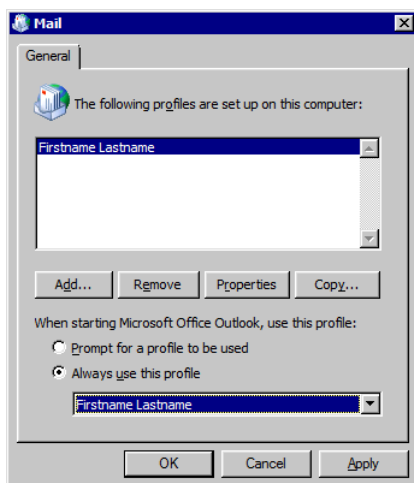 Mail
General
The following profiles are set up on this computer:
Firstname Lastname
Add... Remove Properties Copy...
When starting Microsoft Office Outlook, use this profile:
Prompt for a profile to be used
Always use this profile
Firstname Lastname
OK Cancel Apply